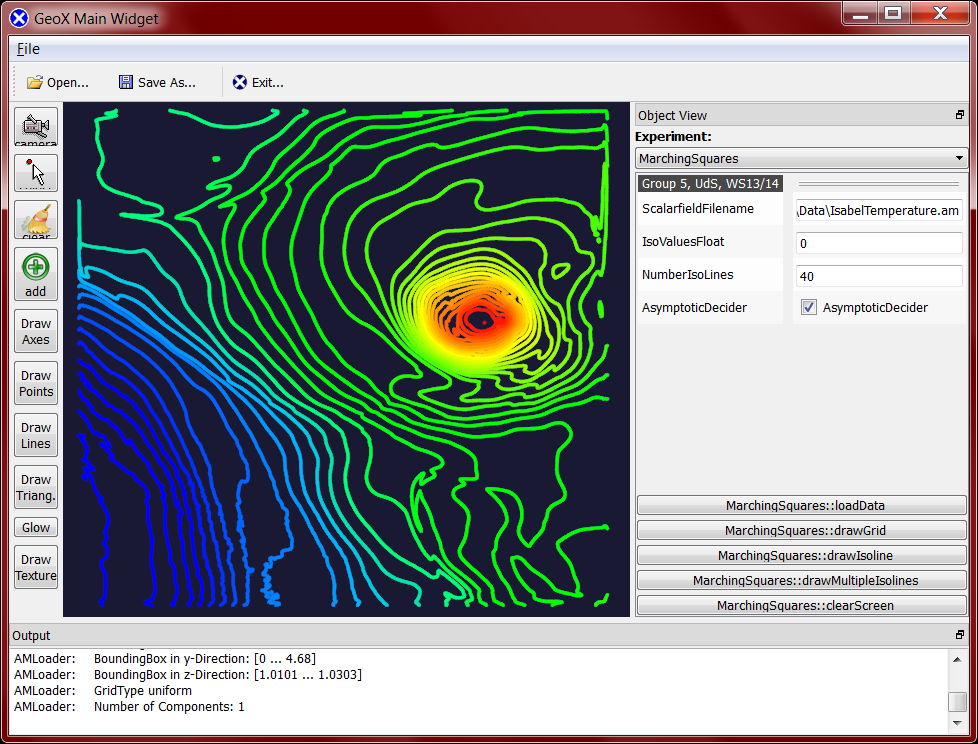 GeoX Main Widget
File
Open...
Save As...
Exit...
camera
clear
add
Draw
Axes
Draw
Points
Draw
Lines
Draw
Triang.
Glow
Draw
Texture
Object View
Experiment:
MarchingSquares
Group 5, UdS, WS13/14
ScalarfieldFilename
\Data\IsabelTemperature.am
IsoValuesFloat
0
NumberIsoLines
40
AsymptoticDecider
AsymptoticDecider
MarchingSquares::loadData
MarchingSquares::drawGrid
MarchingSquares::drawIsoline
MarchingSquares::drawMultipleIsolines
MarchingSquares::clearScreen
Output
AMLoader: BoundingBox in y-Direction: [0 ... 4.68]
AMLoader: BoundingBox in z-Direction: [1.0101 ... 1.0303]
AMLoader: GridType uniform
AMLoader: Number of Components: 1